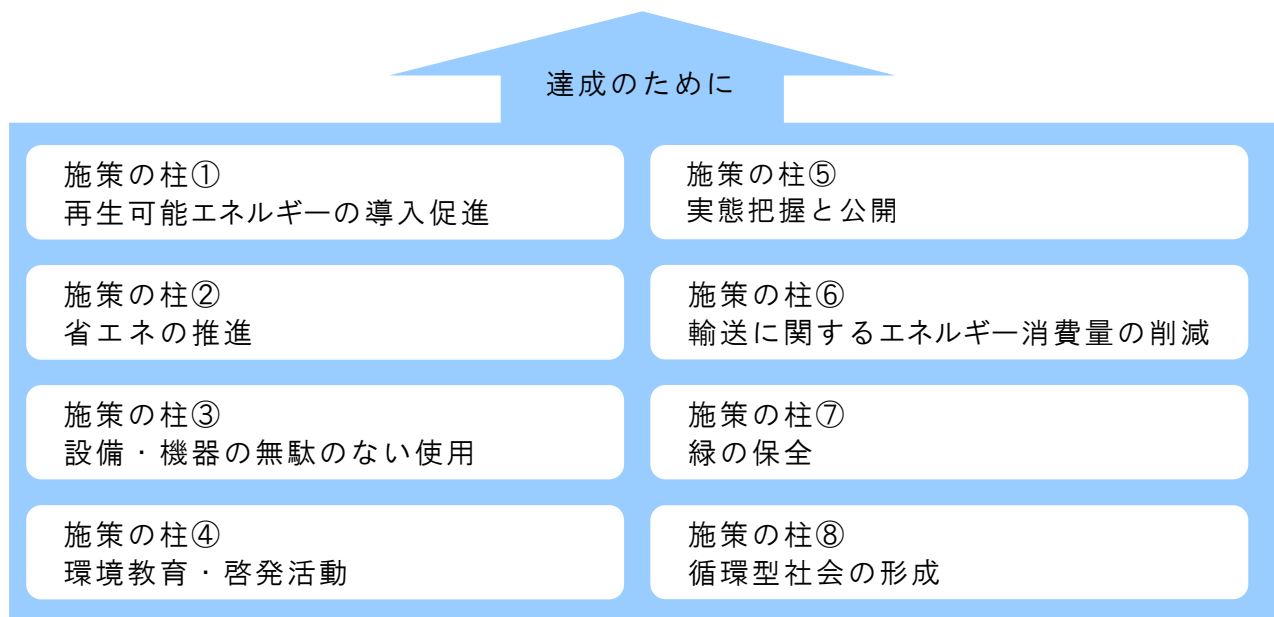 達成のために
施策の柱①
再生可能エネルギーの導入促進
施策の柱②
省エネの推進
施策の柱③
設備・機器の無駄のない使用
施策の柱④
環境教育・啓発活動
施策の柱⑤
実態把握と公開
施策の柱⑥
輸送に関するエネルギー消費量の削減
施策の柱⑦
緑の保全
施策の柱⑧
循環型社会の形成